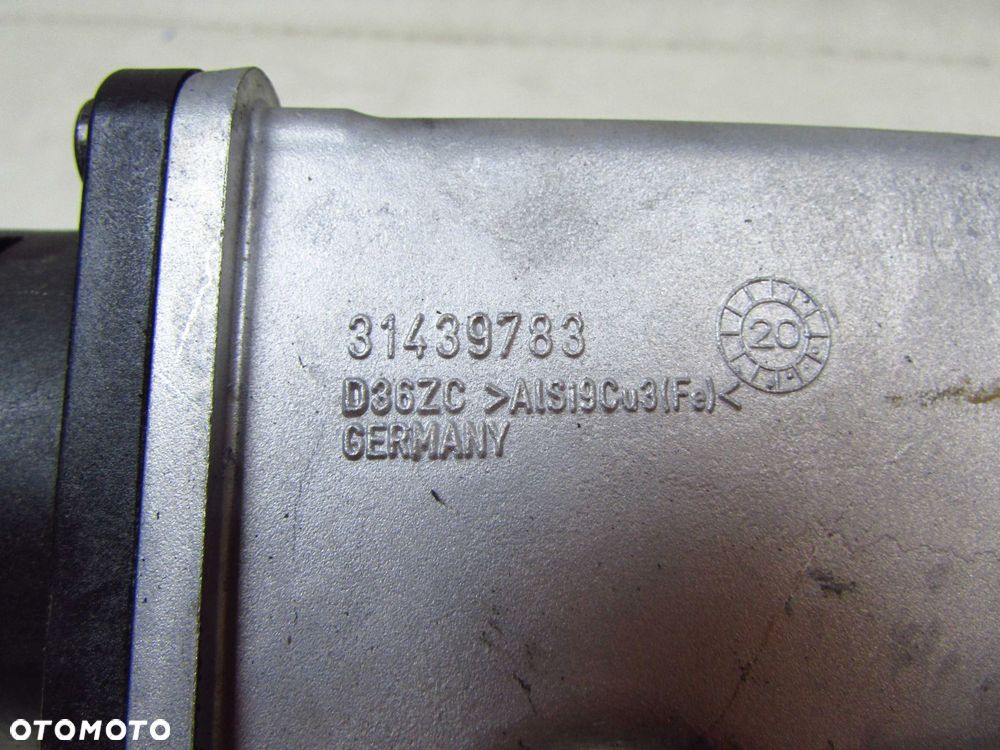 31439783
20
D36ZC >AlSi9Cu3(Fe)<
GERMANY
OTOMOTO